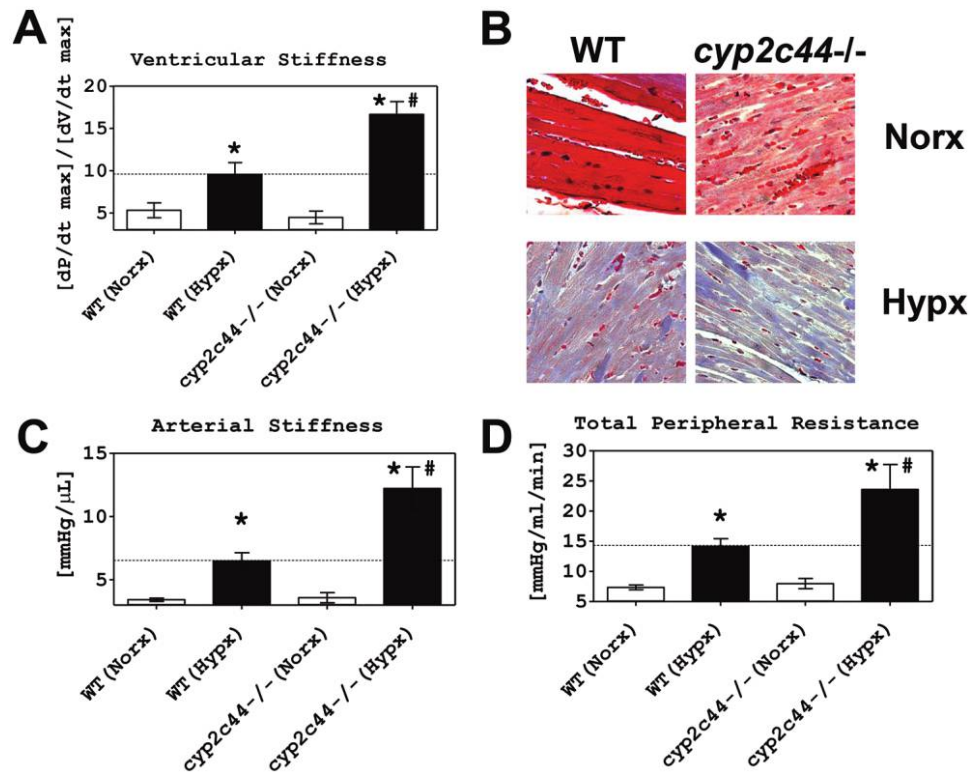 A
Ventricular Stiffness
[dP/dt max]/[dV/dt max]
20
15
10
5
*
* #
WT(Norx)
WT(Hypx)
cyp2c44-/-(Norx)
cyp2c44-/-(Hypx)
B
WT
cyp2c44-/-
Norx
Hypx
C
Arterial Stiffness
[mmHg/μL]
15
10
5
*
* #
WT(Norx)
WT(Hypx)
cyp2c44-/-(Norx)
cyp2c44-/-(Hypx)
D
Total Peripheral Resistance
[mmHg/ml/min]
30
25
20
15
10
5
*
* #
WT(Norx)
WT(Hypx)
cyp2c44-/-(Norx)
cyp2c44-/-(Hypx)